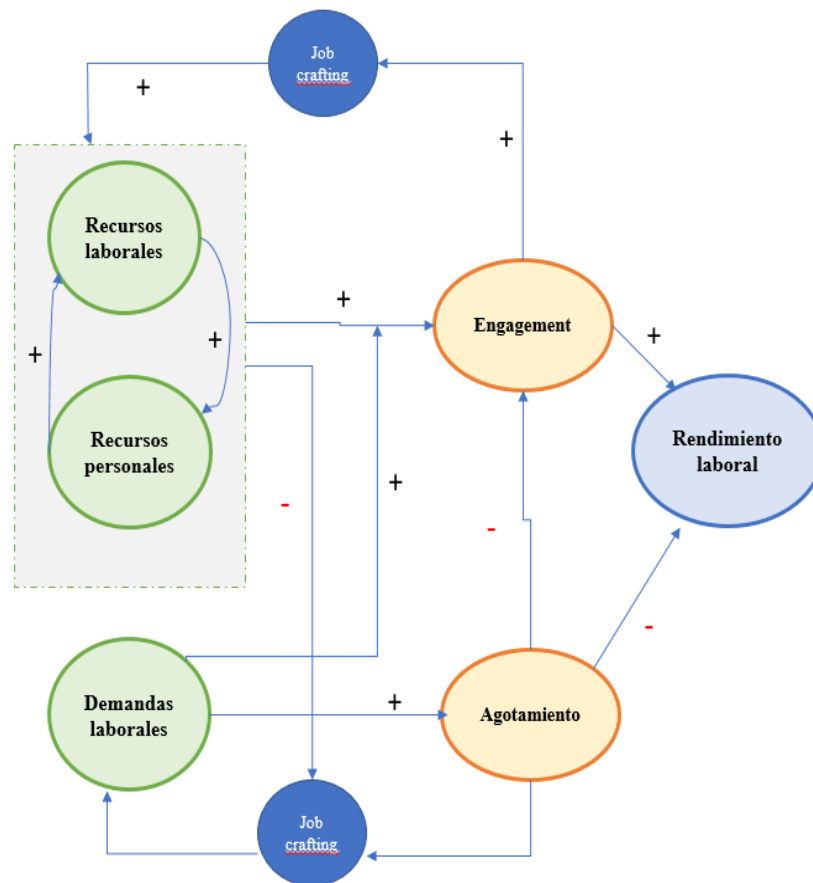 Job
crafting
+
+
Recursos
laborales
+
+
+
Engagement
+
Recursos
personales
Rendimiento
laboral
+
-
-
-
Demandas
laborales
+
Agotamiento
Job
crafting